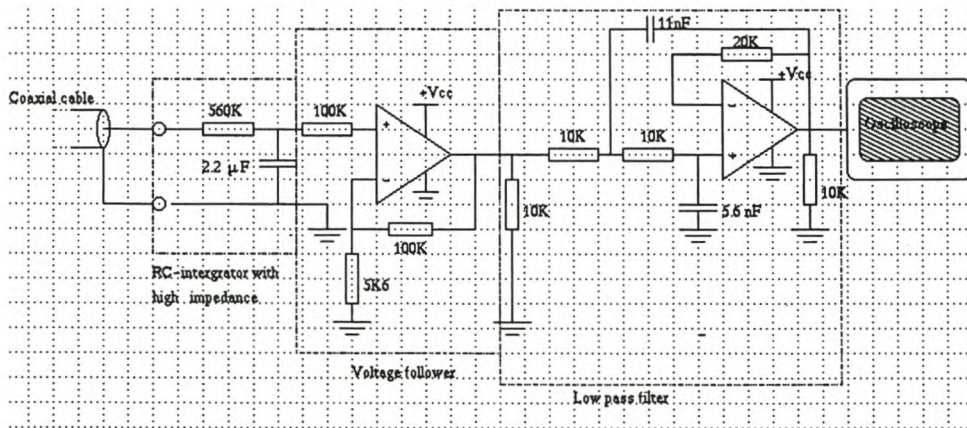 11nF
20K
+Vcc
+Vcc
Coaxial cable
560K
100K
Oscilloscope
10K
10K
2.2 µF
+
−
−
+
5.6 nF
10K
10K
100K
5K6
RC-intergrator with
high impedance
Voltage follower
Low pass filter